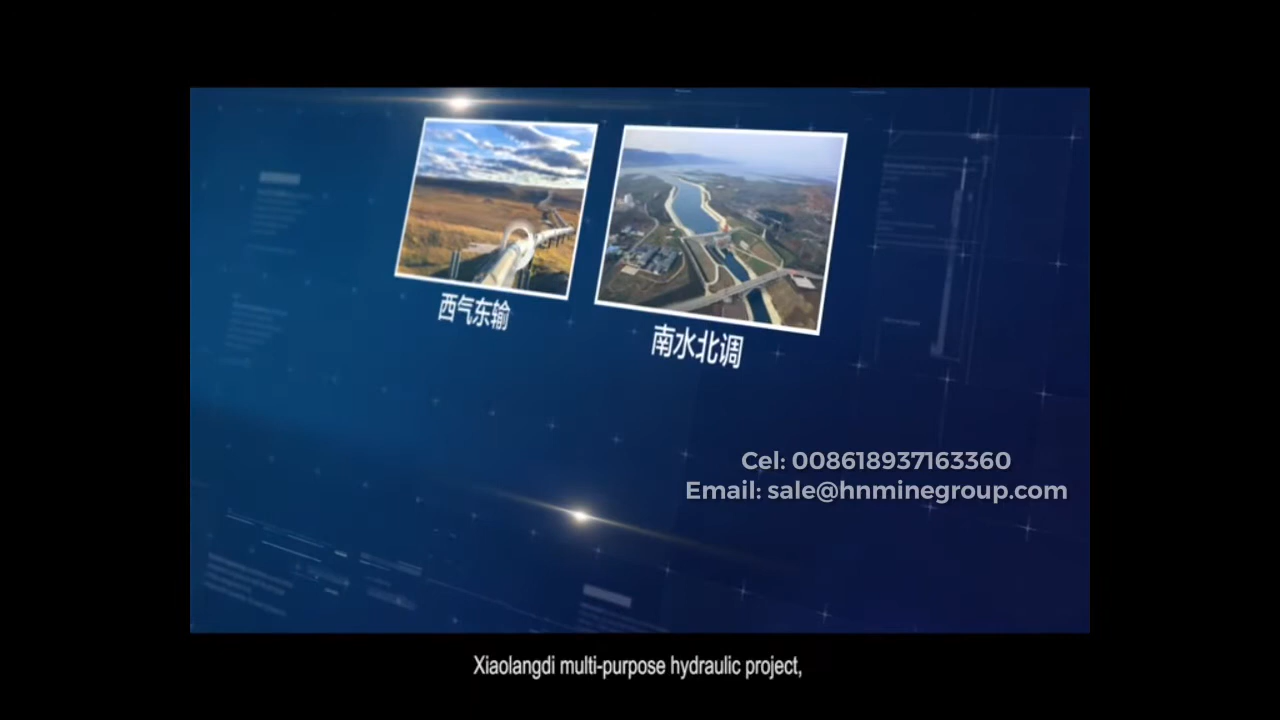 西气东输
南水北调
Cel: 008618937163360
Email: sale@hnminegroup.com
Xiaolangdi multi-purpose hydraulic project,